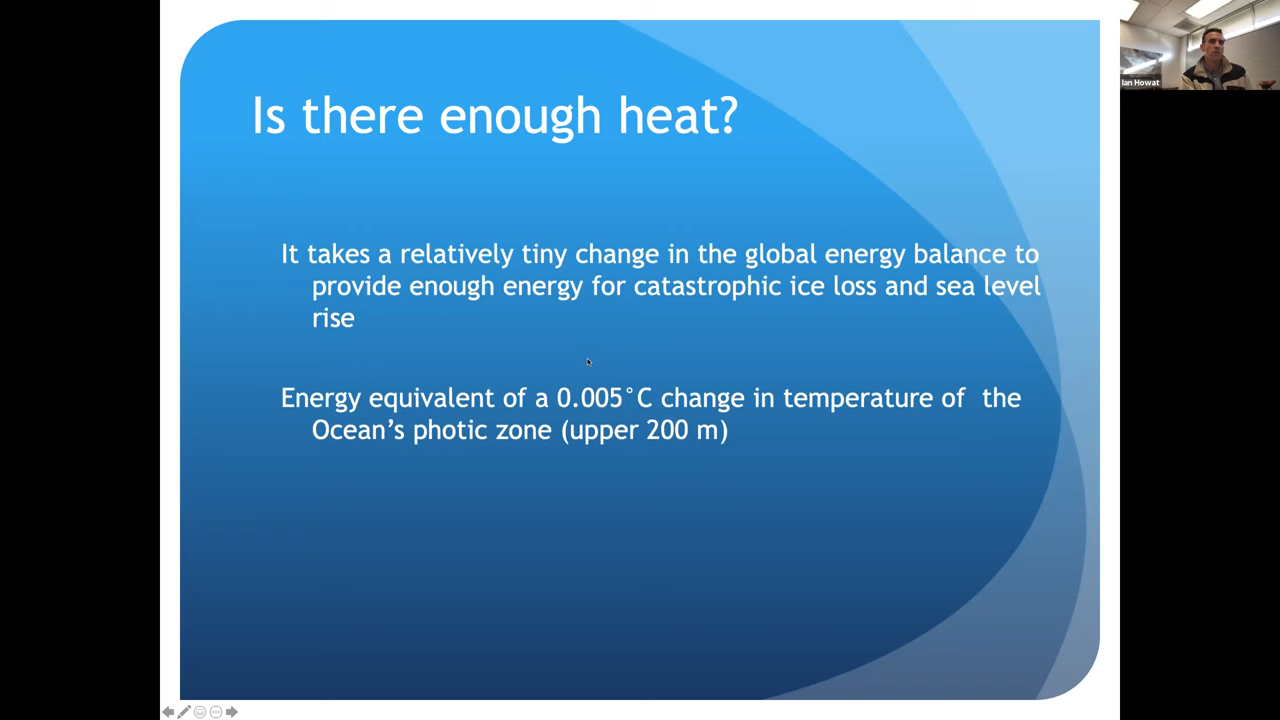 Is there enough heat?
It takes a relatively tiny change in the global energy balance to
provide enough energy for catastrophic ice loss and sea level
rise
Energy equivalent of a 0.005°C change in temperature of  the
Ocean's photic zone (upper 200 m)
Ian Howat